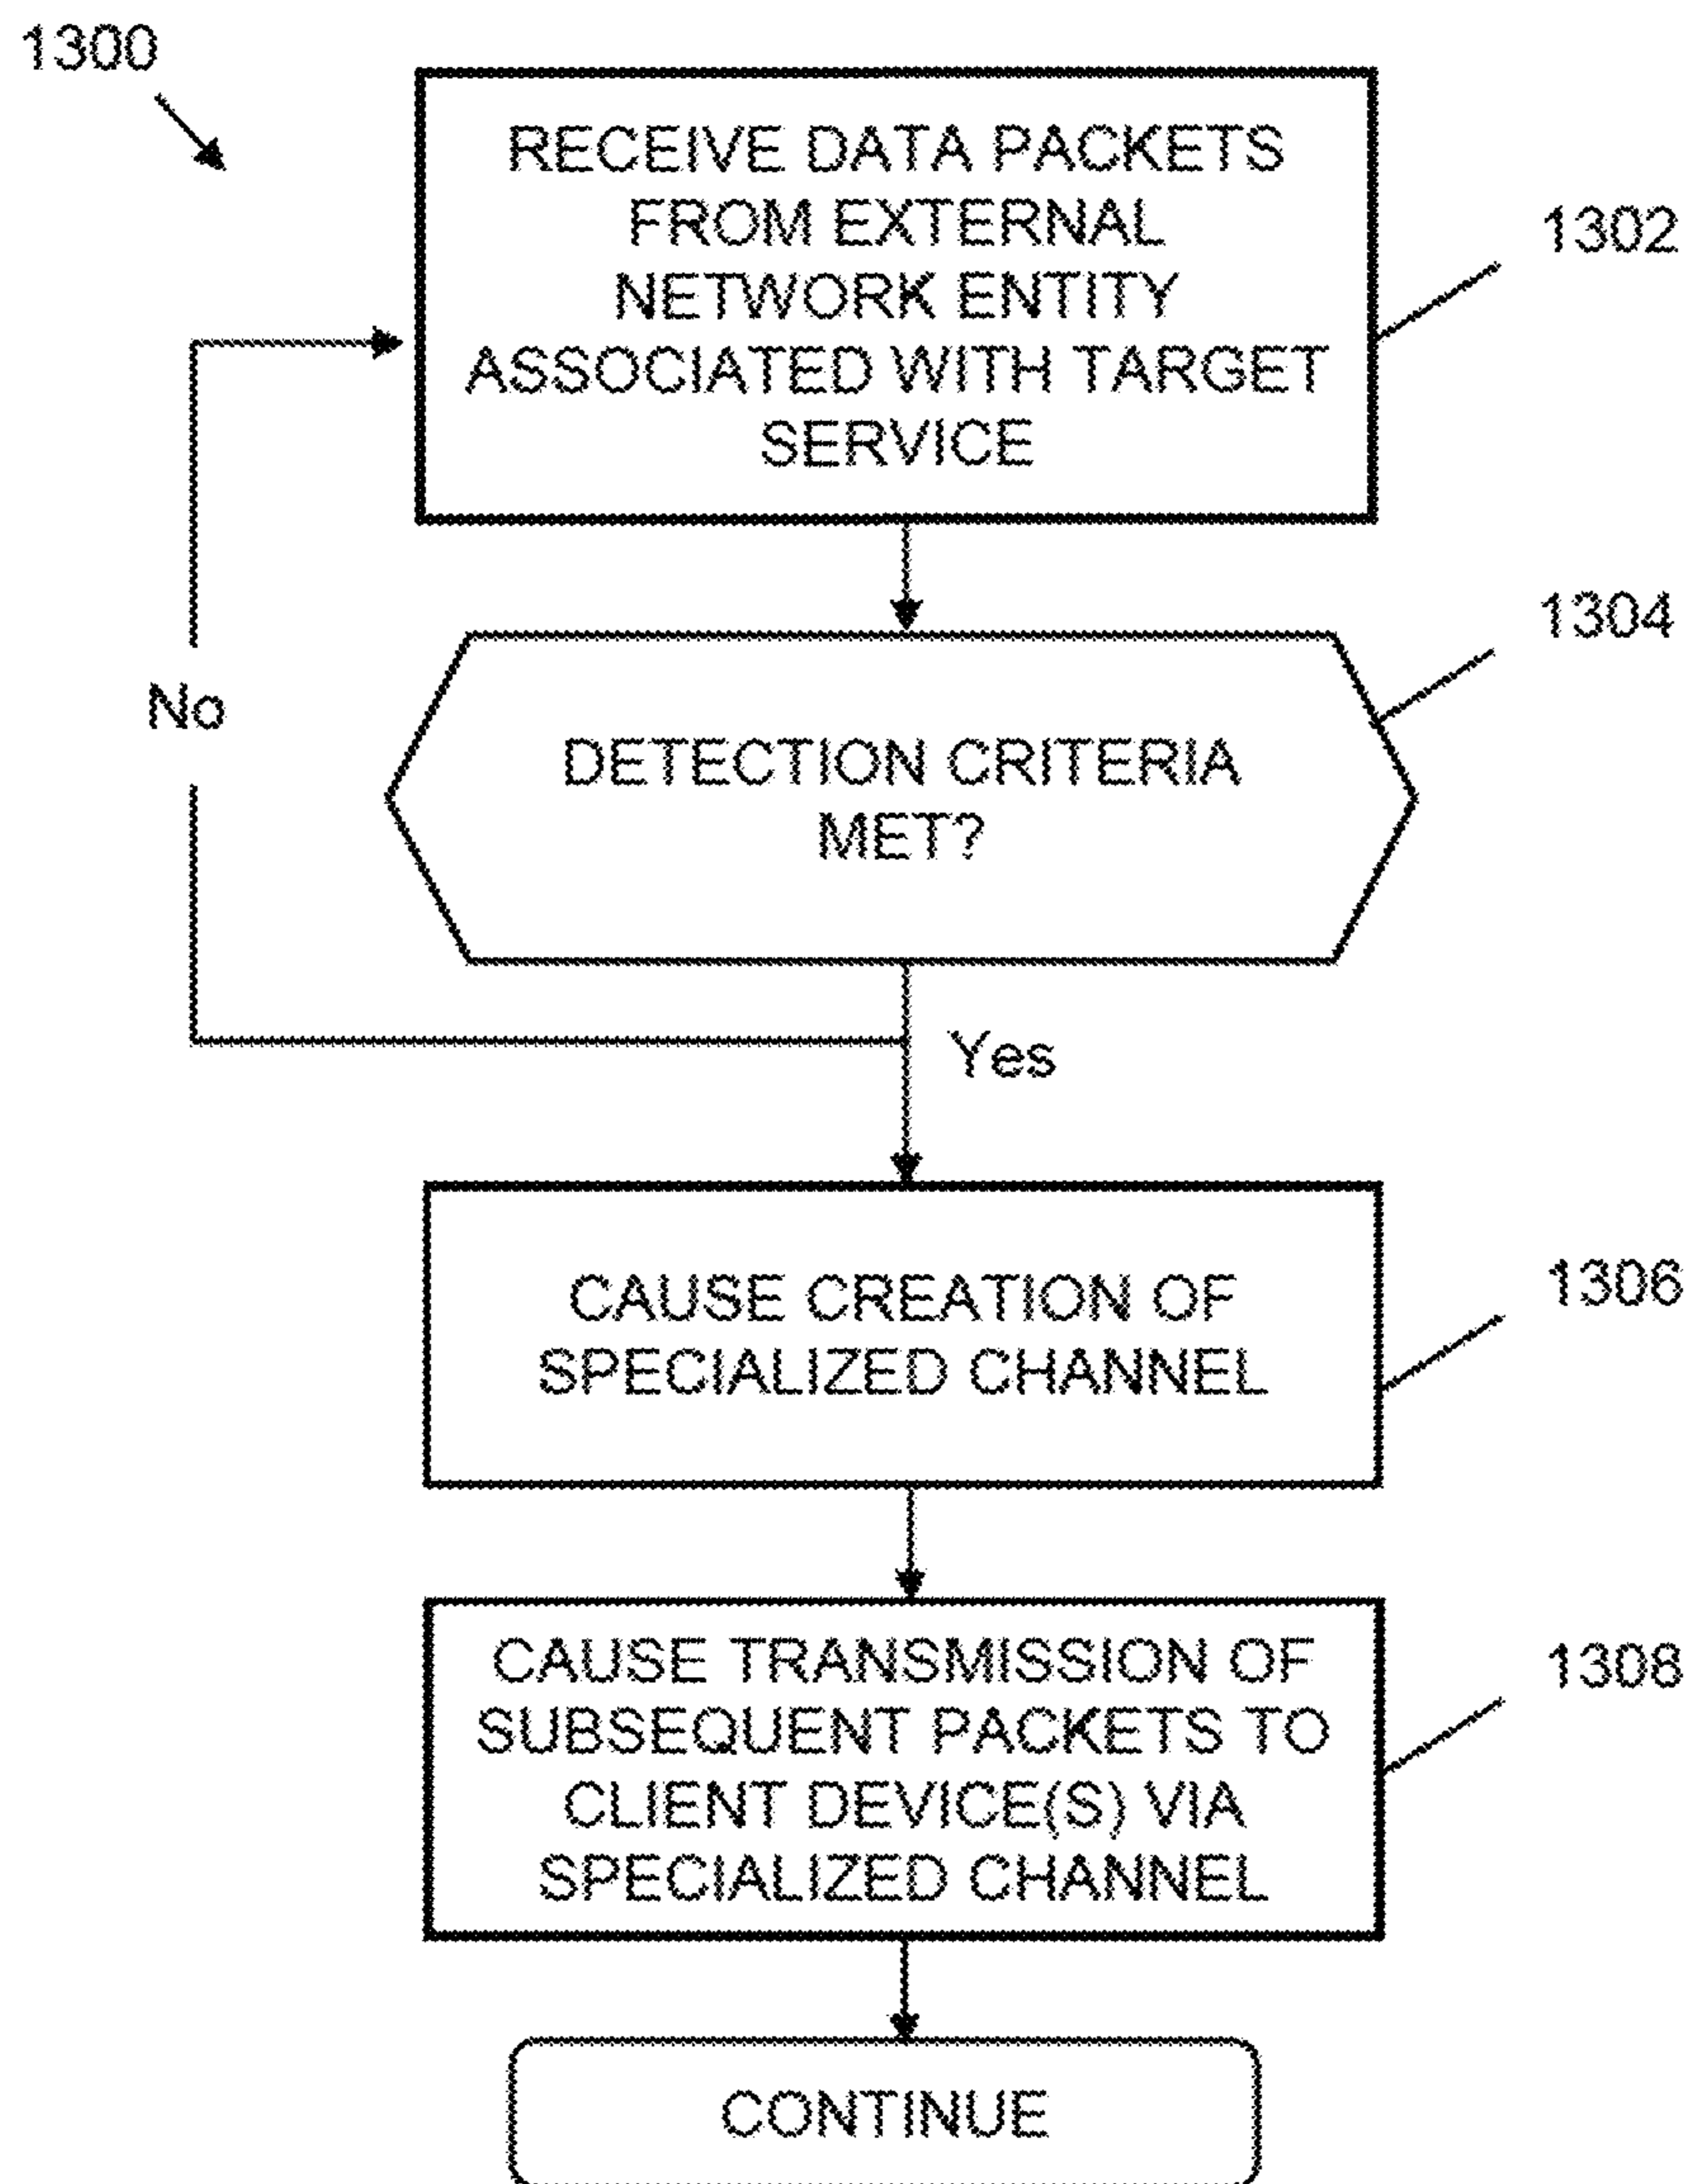 1300
RECEIVE DATA PACKETS
FROM EXTERNAL
NETWORK ENTITY
ASSOCIATED WITH TARGET
SERVICE
1302
1304
No
DETECTION CRITERIA
MET?
Yes
CAUSE CREATION OF
SPECIALIZED CHANNEL
1306
CAUSE TRANSMISSION OF
SUBSEQUENT PACKETS TO
CLIENT DEVICE(S) VIA
SPECIALIZED CHANNEL
1308
CONTINUE